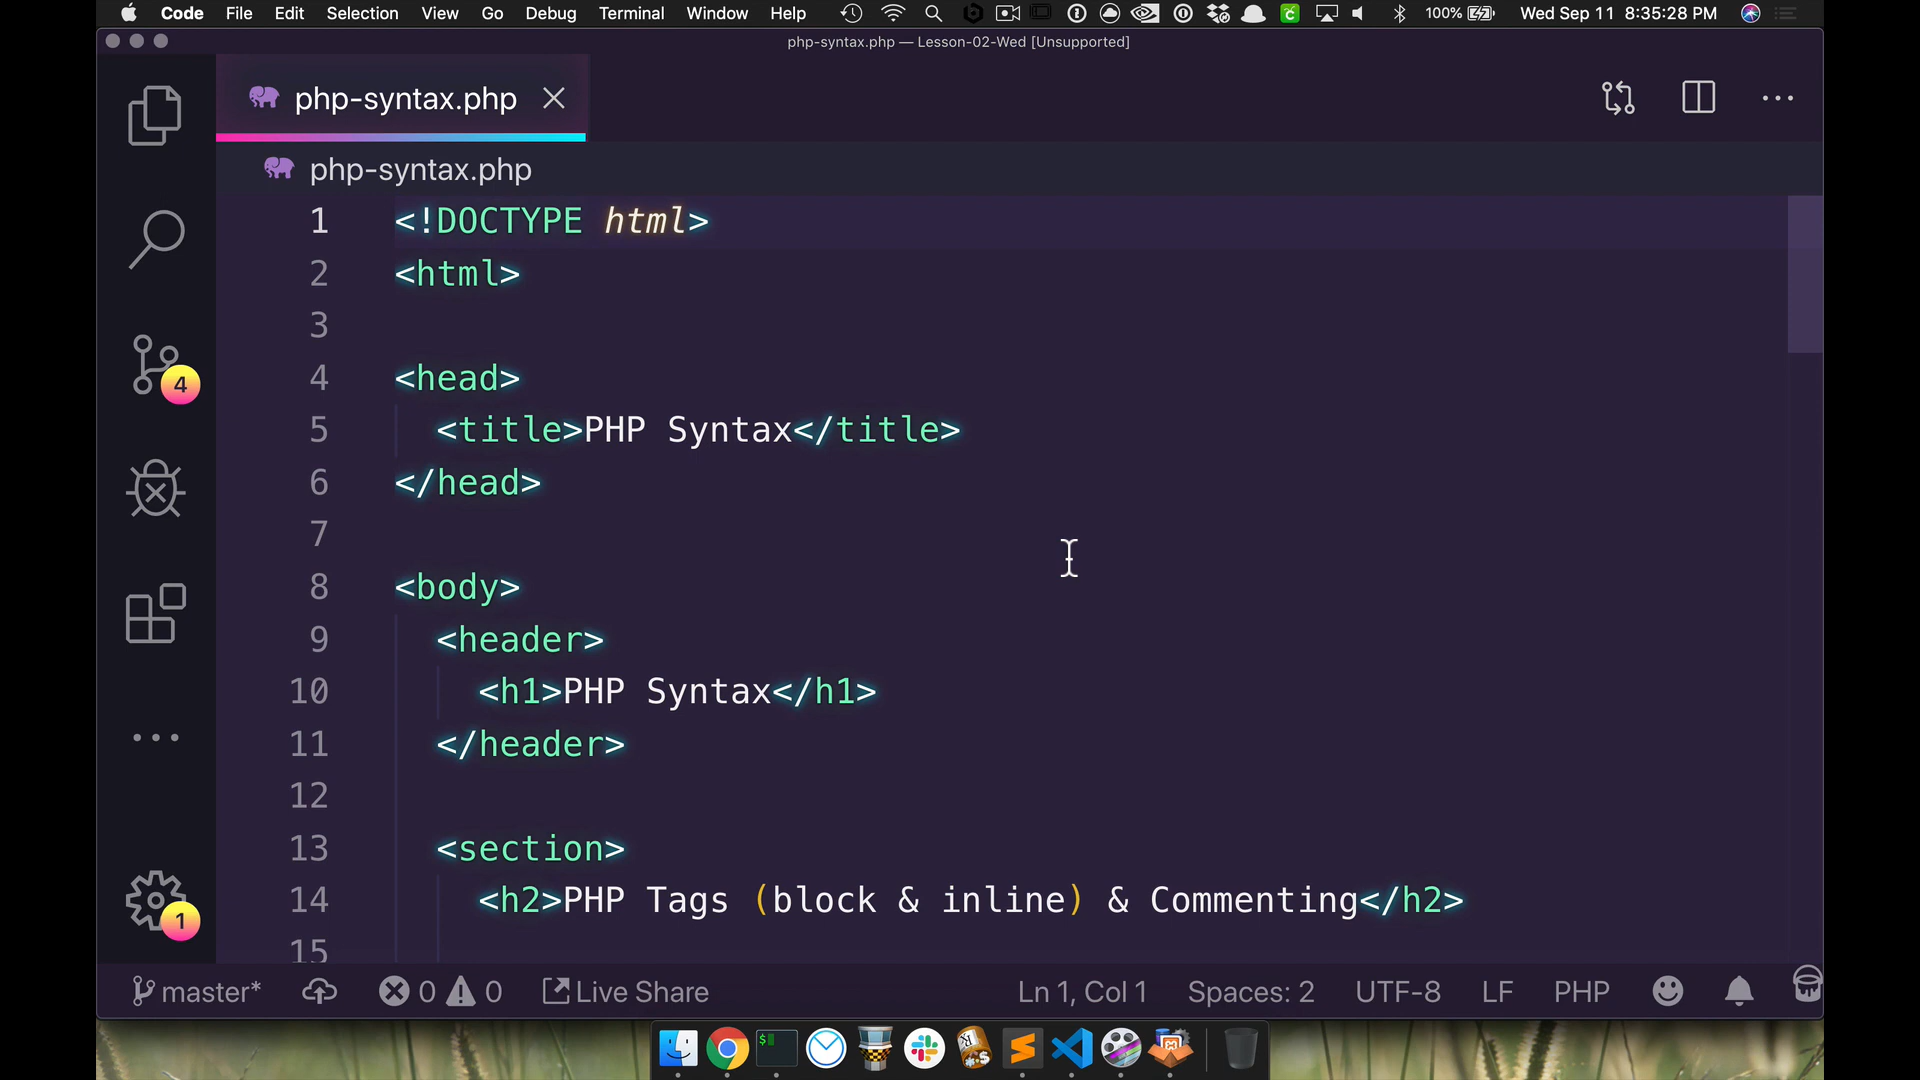 Code File Edit Selection View Go Debug Terminal Window Help 100% Wed Sep 11 8:35:28 PM
php-syntax.php — Lesson-02-Wed [Unsupported]
php-syntax.php
php-syntax.php
1 <!DOCTYPE html>
2 <html>
3
4 <head>
5 <title>PHP Syntax</title>
6 </head>
7
8 <body>
9 <header>
10 <h1>PHP Syntax</h1>
11 </header>
12
13 <section>
14 <h2>PHP Tags (block & inline) & Commenting</h2>
15
4
1
master* 0 0 Live Share Ln 1, Col 1 Spaces: 2 UTF-8 LF PHP